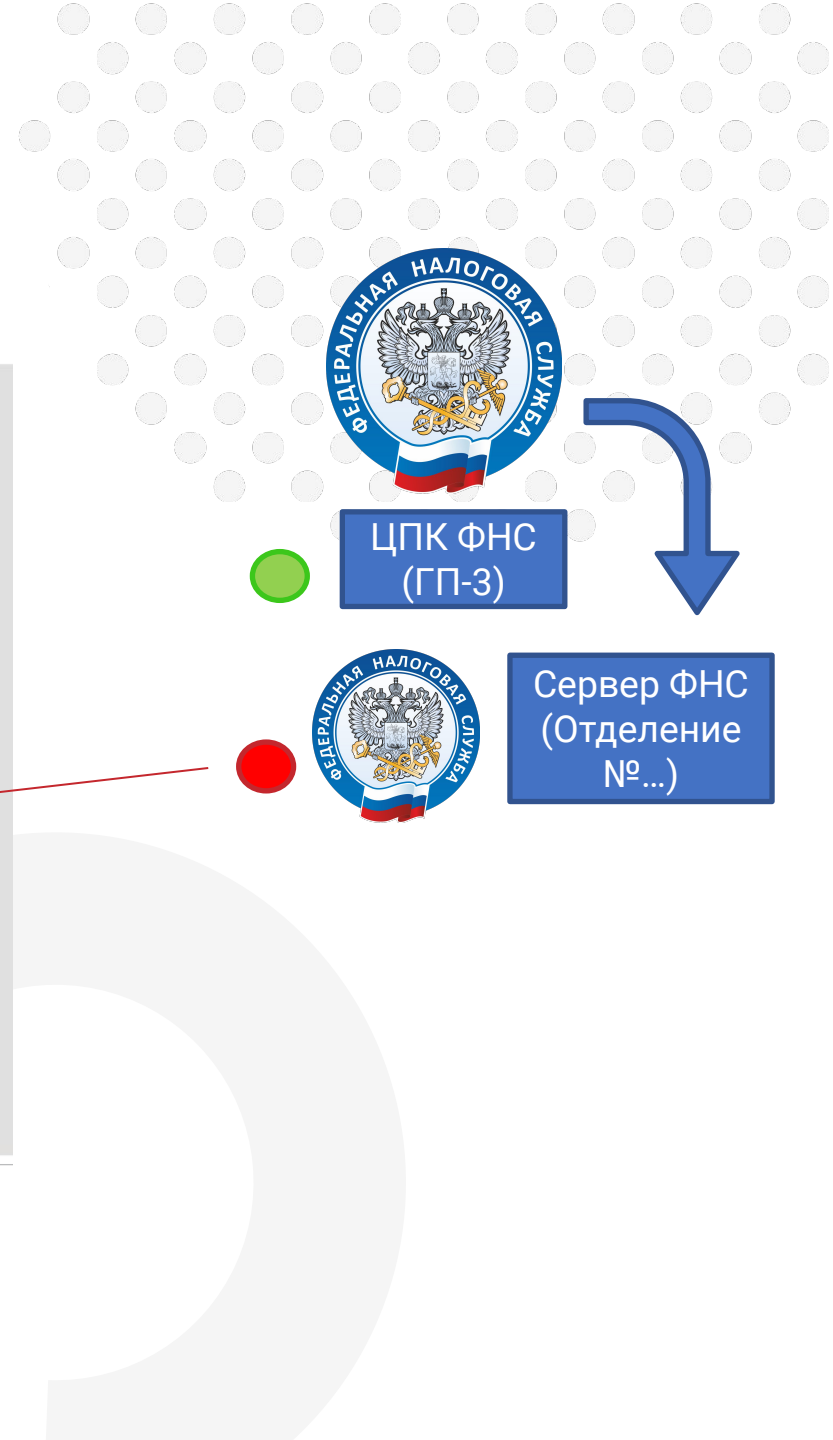 ФЕДЕРАЛЬНАЯ НАЛОГОВАЯ СЛУЖБА
ЦПК ФНС
(ГП-3)
ФЕДЕРАЛЬНАЯ НАЛОГОВАЯ СЛУЖБА
Сервер ФНС
(Отделение
№...)